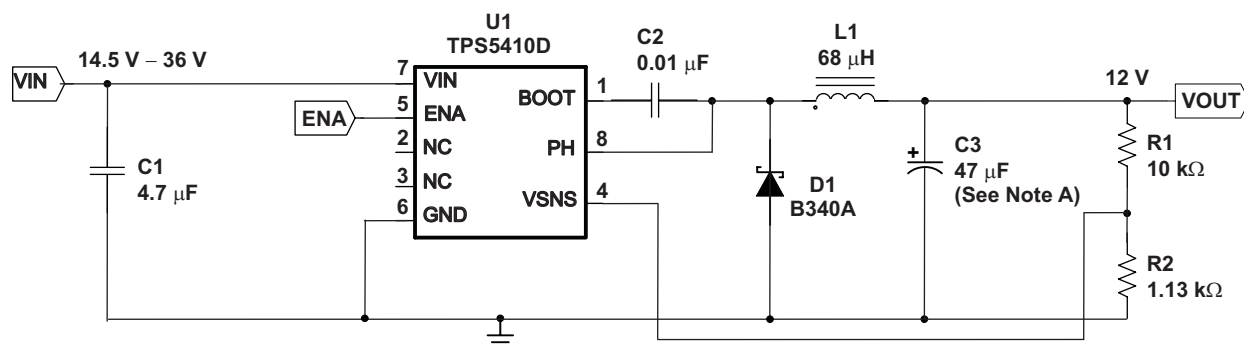 U1
TPS5410D
14.5 V – 36 V
VIN
7
VIN
5
ENA
ENA
2
NC
3
NC
6
GND
BOOT
1
PH
8
VSNS
4
C1
4.7 μF
C2
0.01 μF
L1
68 μH
D1
B340A
+
C3
47 μF
(See Note A)
12 V
VOUT
R1
10 kΩ
R2
1.13 kΩ